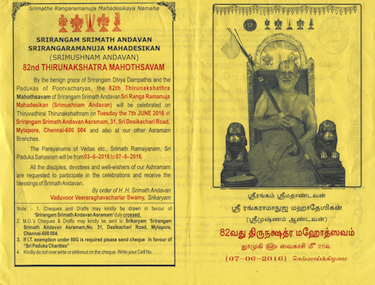 Srimathe Rangaramanuja Mahadesikaya Namaha
SRIRANGAM SRIMATH ANDAVAN
SRIRANGARAMANUJA MAHADESIKAN
(SRIMUSHNAM ANDAVAN)
82nd THIRUNAKSHATRA MAHOTHSAVAM
By the benign grace of Srirangam Divya Dampathis and the
Padukas of Poorvacharyas, the 82th Thirunakshathra
Mahothsavam of Srirangam Srimath Andavan Sri Ranga Ramanuja
Mahadesikan (Srimushnam Andavan) will be celebrated on
Thiruvadhirai Thirunakshathram on Tuesday the 7th JUNE 2016 at
Srirangam Srimath Andavan Asramam, 31, Sri Desikachari Road,
Mylapore, Chennai-600 004 and also at our other Asramam
Branches.
The Parayanams of Vedas etc., Srimath Ramayanam, Sri
Paduka Sahasram will be from 03-6-2016 to 07-6-2016.
All the disciples, devotees and well-wishers of our Ashramam
are requested to participate in the celebrations and receive the
blessings of Srimath Andavan.
By order of H. H. Srimath Andavan
Vaduvoor Veeraraghavachariar Swamy, Srikaryam
Note :- 1. Cheques and Drafts may kindly be drawn in favour of
'Srirangam Srimath Andavan Asramam' duly crossed.
2. M.O's Cheques & Drafts may kindly be sent to Srikaryam 'Srirangam
Srimath Andavan Asramam, No. 31, Desikachari Road, Mylapore,
Chennai-600 004.
3. If I.T. exemption under 80G is required please send cheque in favour of
"Sri Paduka Charities"
4. Kindly do not over write or strikeout on the cheque. Write your Cell No.
ஸ்ரீரங்கம் ஸ்ரீமதாண்டவன்
ஸ்ரீ ரங்கராமாநுஜ மஹாதேசிகன்
(ஸ்ரீமுஷ்ணம் ஆண்டவன்)
82வது திருநக்ஷத்ர மஹோத்ஸவம்
துர்முகி ௵ வைகாசி ௴ 25௳
(07-06-2016) செவ்வாய்க்கிழமை